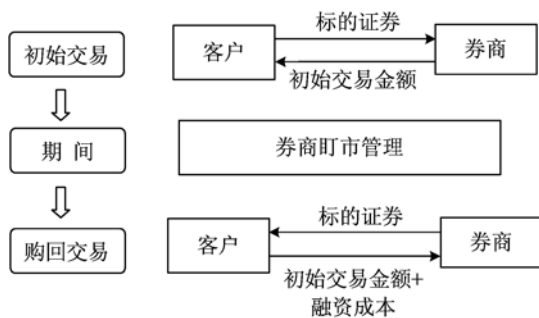 初始交易
客户
标的证券
初始交易金额
券商
期 间
券商盯市管理
购回交易
客户
标的证券
初始交易金额+
融资成本
券商